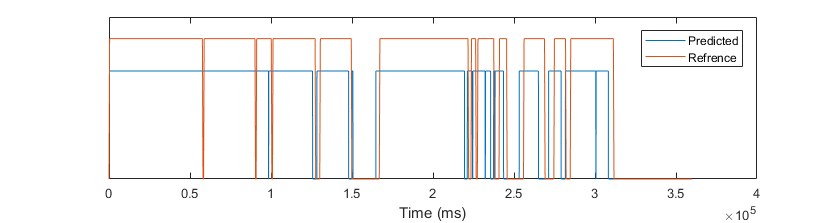 Predicted
Refrence
0 0.5 1 1.5 2 2.5 3 3.5 4
×10^5
Time (ms)